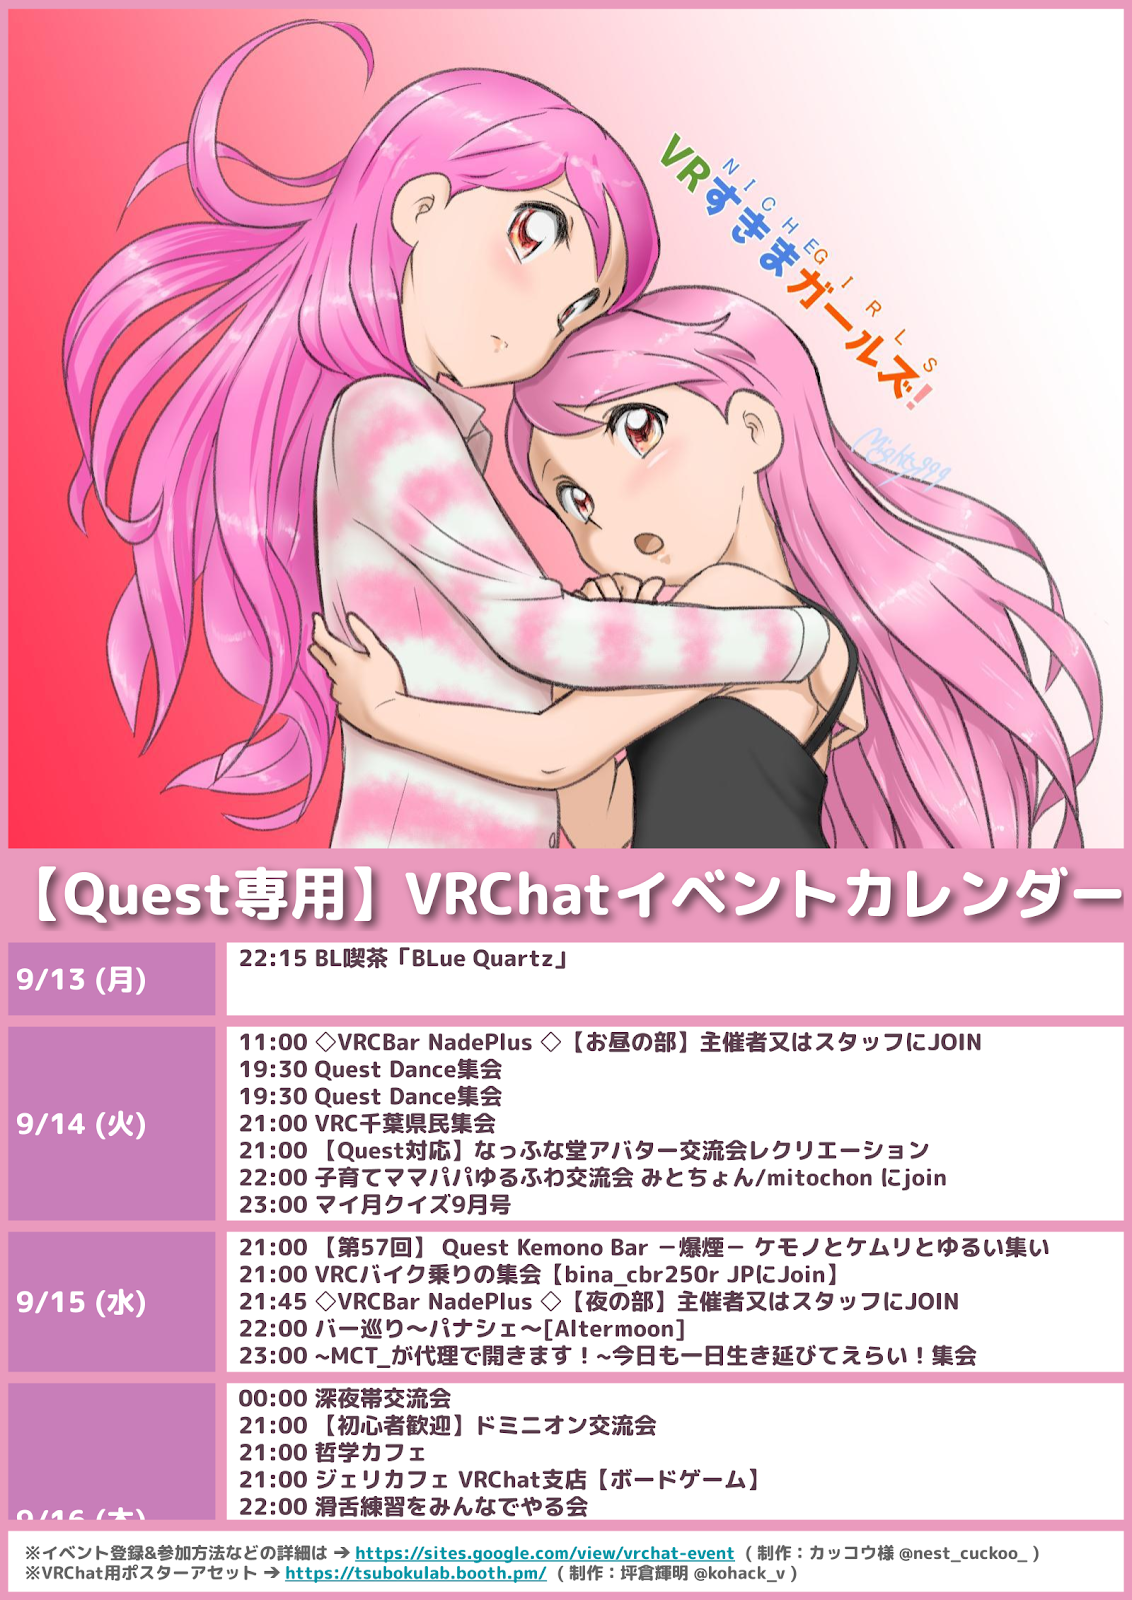 NICHE GIRLS
VRすきまガールズ!
Mighty999
【Quest専用】VRChatイベントカレンダー
9/13 (月)
22:15 BL喫茶「BLue Quartz」
9/14 (火)
11:00 ◇VRCBar NadePlus ◇【お昼の部】主催者又はスタッフにJOIN
19:30 Quest Dance集会
19:30 Quest Dance集会
21:00 VRC千葉県民集会
21:00 【Quest対応】なっふな堂アバター交流会レクリエーション
22:00 子育てママパパゆるふわ交流会 みとちょん/mitochon にjoin
23:00 マイ月クイズ9月号
9/15 (水)
21:00 【第57回】 Quest Kemono Bar －爆煙－ ケモノとケムリとゆるい集い
21:00 VRCバイク乗りの集会【bina_cbr250r JPにJoin】
21:45 ◇VRCBar NadePlus ◇【夜の部】主催者又はスタッフにJOIN
22:00 バー巡り～パナシェ～[Altermoon]
23:00 ~MCT_が代理で開きます！~今日も一日生き延びてえらい！集会
9/16 (木)
00:00 深夜帯交流会
21:00 【初心者歓迎】ドミニオン交流会
21:00 哲学カフェ
21:00 ジェリカフェ VRChat支店【ボードゲーム】
22:00 滑舌練習をみんなでやる会
※イベント登録&参加方法などの詳細は → https://sites.google.com/view/vrchat-event ( 制作：カッコウ様 @nest_cuckoo_ )
※VRChat用ポスターアセット → https://tsubokulab.booth.pm/ ( 制作：坪倉輝明 @kohack_v )